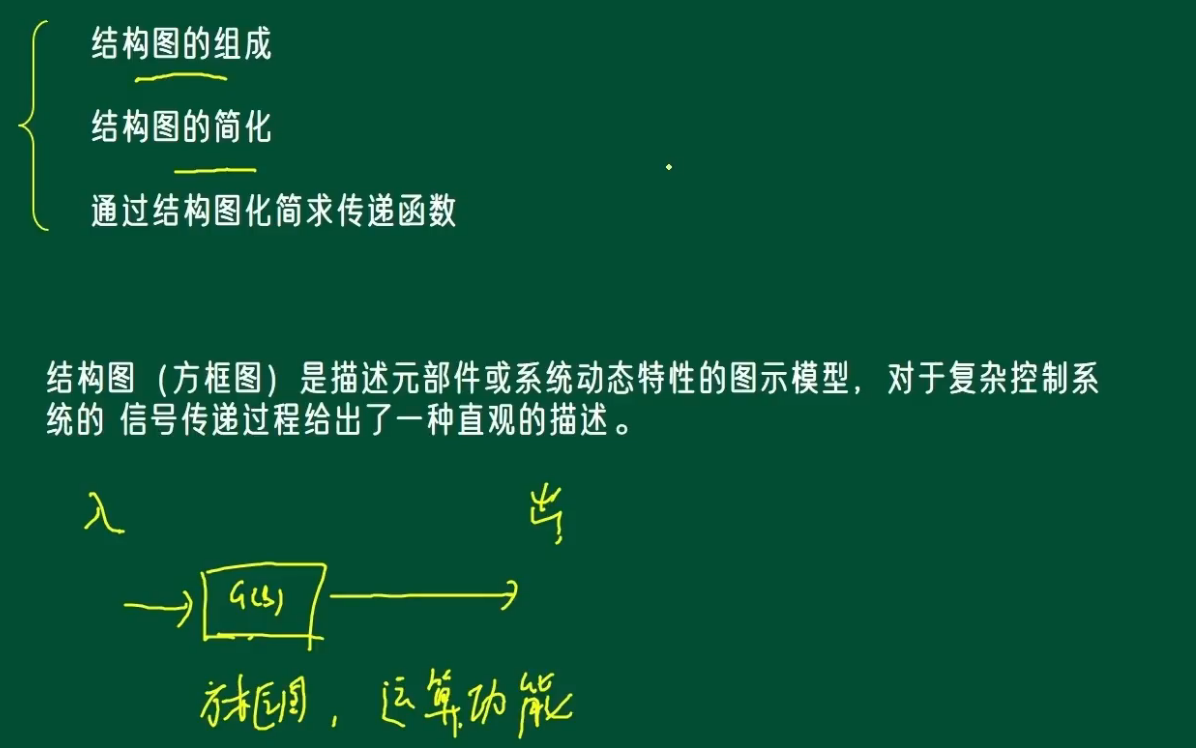 结构图的组成
结构图的简化
通过结构图化简求传递函数
结构图（方框图）是描述元部件或系统动态特性的图示模型，对于复杂控制系
统的 信号传递过程给出了一种直观的描述。
入 出
G(s)
方框图，运算功能